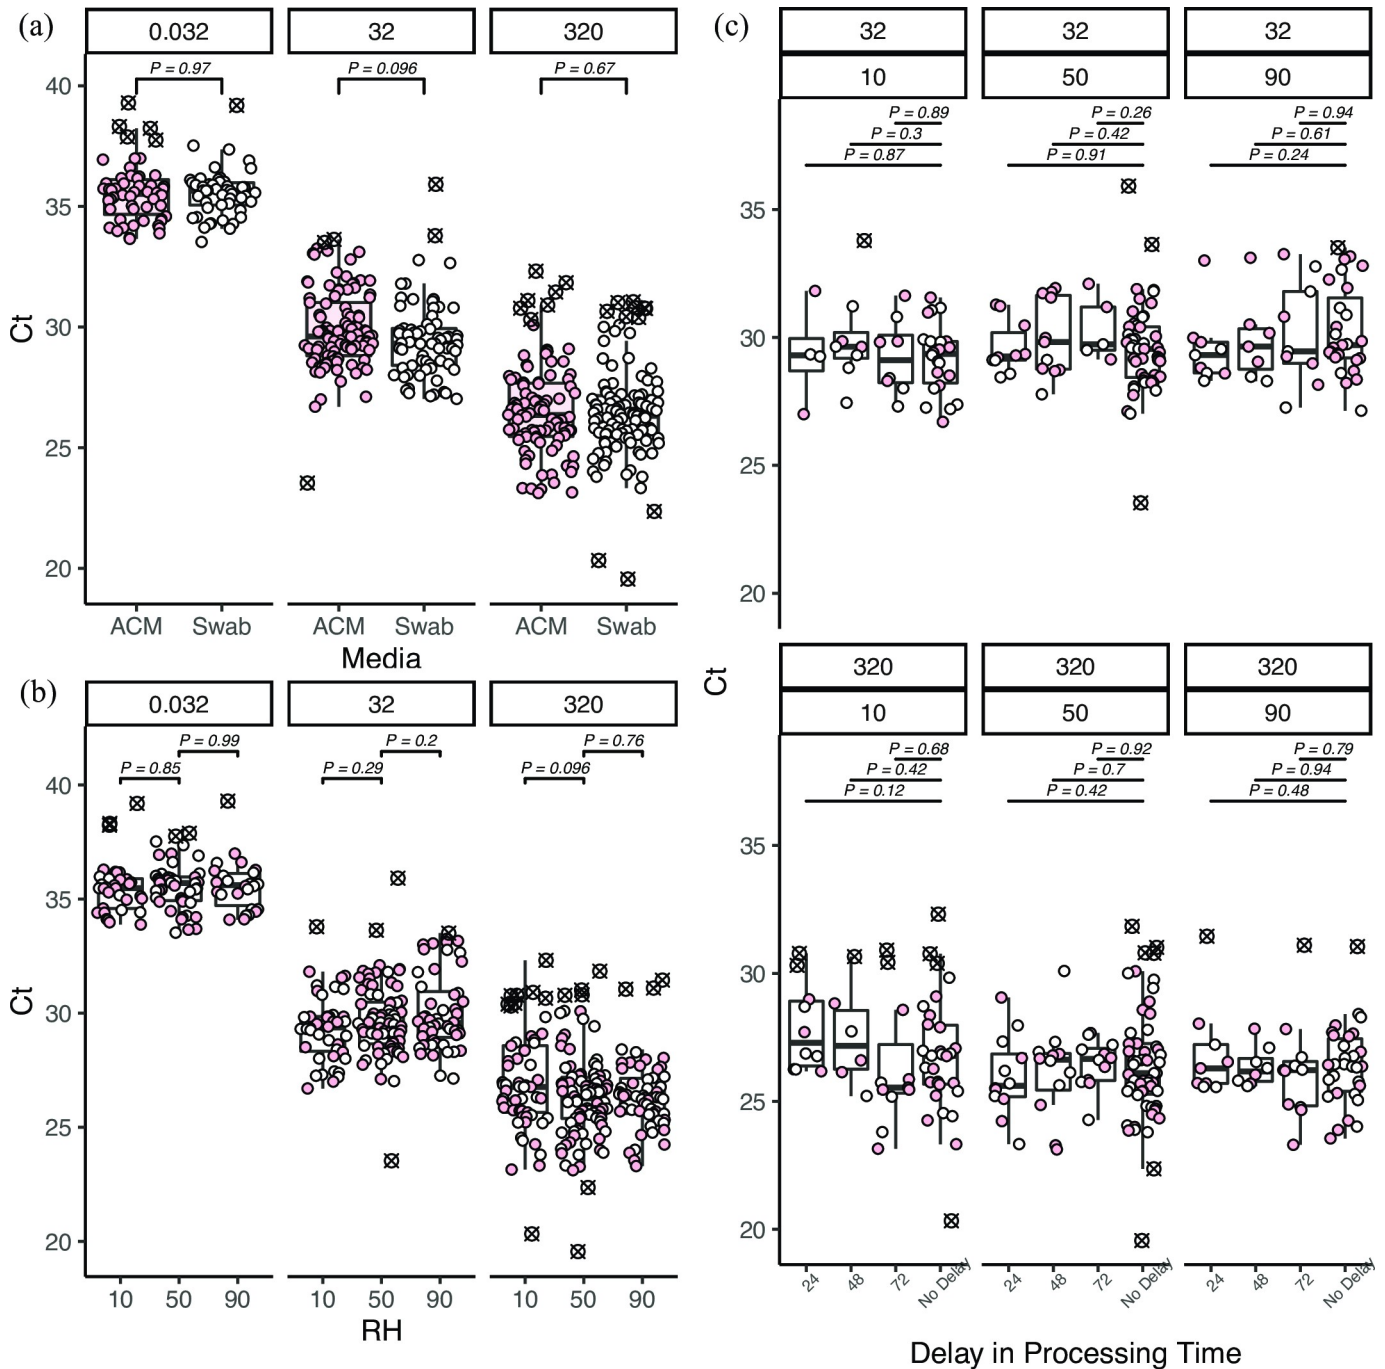 (a)
0.032 32 320
P = 0.97 P = 0.096 P = 0.67
40
35
30
25
20
Ct
ACM Swab ACM Swab ACM Swab
Media
(b)
0.032 32 320
P = 0.99 P = 0.2 P = 0.76
P = 0.85 P = 0.29 P = 0.096
40
35
30
25
20
Ct
10 50 90 10 50 90 10 50 90
RH
(c)
32 32 32
10 50 90
P = 0.89 P = 0.26 P = 0.94
P = 0.3 P = 0.42 P = 0.61
P = 0.87 P = 0.91 P = 0.24
35
30
25
20
Ct
320 320 320
10 50 90
P = 0.68 P = 0.92 P = 0.79
P = 0.42 P = 0.7 P = 0.94
P = 0.12 P = 0.42 P = 0.48
35
30
25
20
24 48 72 No Delay 24 48 72 No Delay 24 48 72 No Delay
Delay in Processing Time